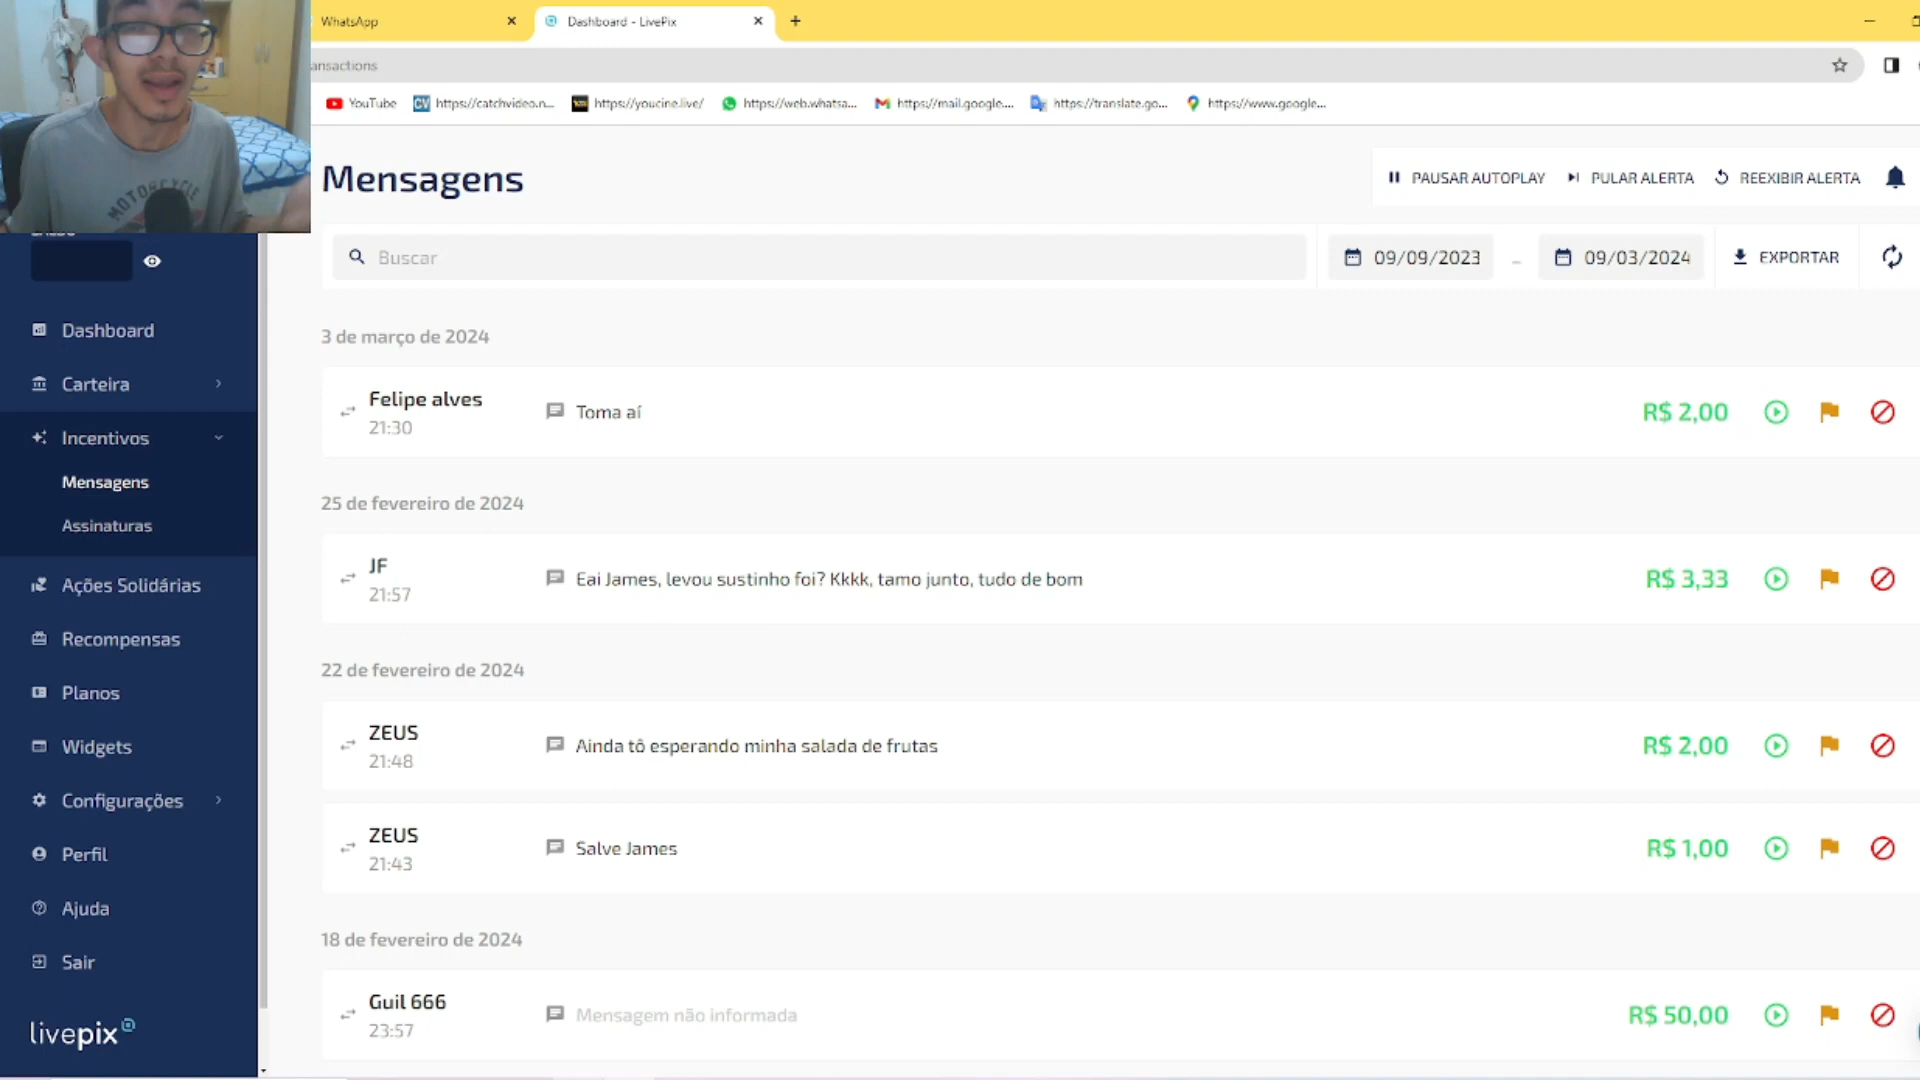 WhatsApp
Dashboard - LivePix
ansactions
YouTube
https://catchvideo.n...
https://youcine.live/
https://web.whatsa...
https://mail.google....
https://translate.go...
https://www.google...
MOTORCYCLE
Mensagens
PAUSAR AUTOPLAY
PULAR ALERTA
REEXIBIR ALERTA
Buscar
09/09/2023
–
09/03/2024
EXPORTAR
Dashboard
Carteira
Incentivos
Mensagens
Assinaturas
Ações Solidárias
Recompensas
Planos
Widgets
Configurações
Perfil
Ajuda
Sair
livepix
3 de março de 2024
Felipe alves
21:30
Toma aí
R$ 2,00
25 de fevereiro de 2024
JF
21:57
Eai James, levou sustinho foi? Kkkk, tamo junto, tudo de bom
R$ 3,33
22 de fevereiro de 2024
ZEUS
21:48
Ainda tô esperando minha salada de frutas
R$ 2,00
ZEUS
21:43
Salve James
R$ 1,00
18 de fevereiro de 2024
Guil 666
23:57
Mensagem não informada
R$ 50,00